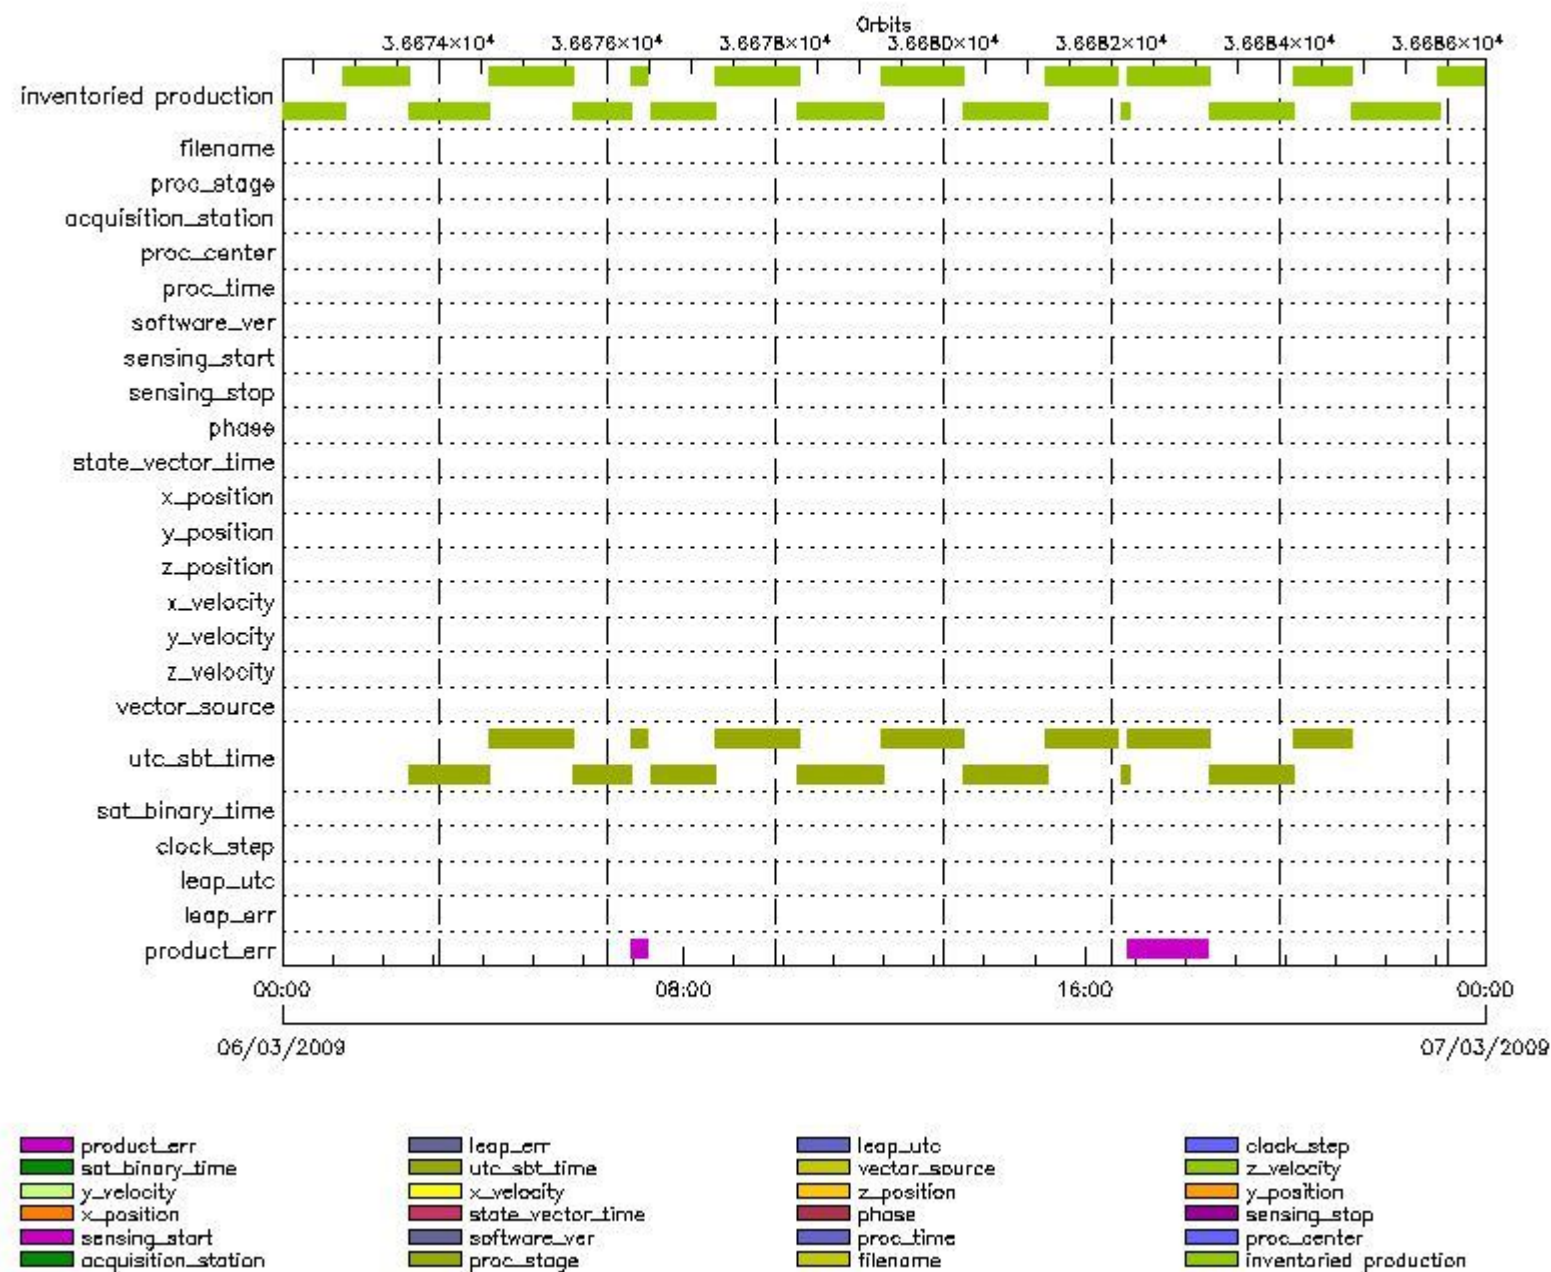 Orbits
3.6674×10⁴ 3.6676×10⁴ 3.6678×10⁴ 3.6680×10⁴ 3.6682×10⁴ 3.6684×10⁴ 3.6686×10⁴
inventoried production
filename
proc_stage
acquisition_station
proc_center
proc_time
software_ver
sensing_start
sensing_stop
phase
state_vector_time
x_position
y_position
z_position
x_velocity
y_velocity
z_velocity
vector_source
utc_sbt_time
sat_binary_time
clock_step
leap_utc
leap_err
product_err
00:00 08:00 16:00 00:00
06/03/2009 07/03/2009
product_err leap_err leap_utc clock_step
sat_binary_time utc_sbt_time vector_source z_velocity
y_velocity x_velocity z_position y_position
x_position state_vector_time phase sensing_stop
sensing_start software_ver proc_time proc_center
acquisition_station proc_stage filename inventoried production